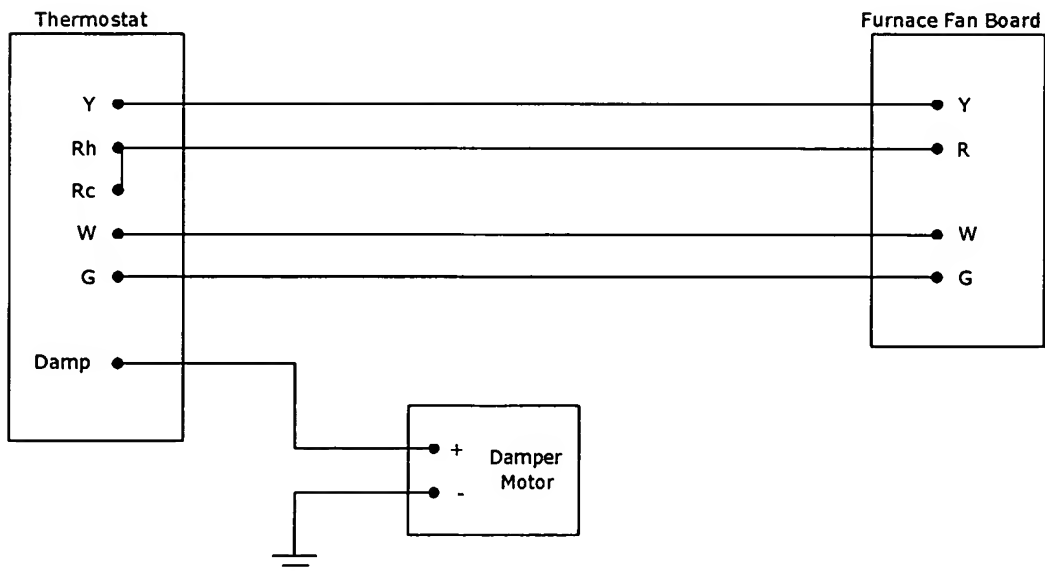 Thermostat
Furnace Fan Board
Y
Y
Rh
R
Rc
W
W
G
G
Damp
+
Damper
Motor
-